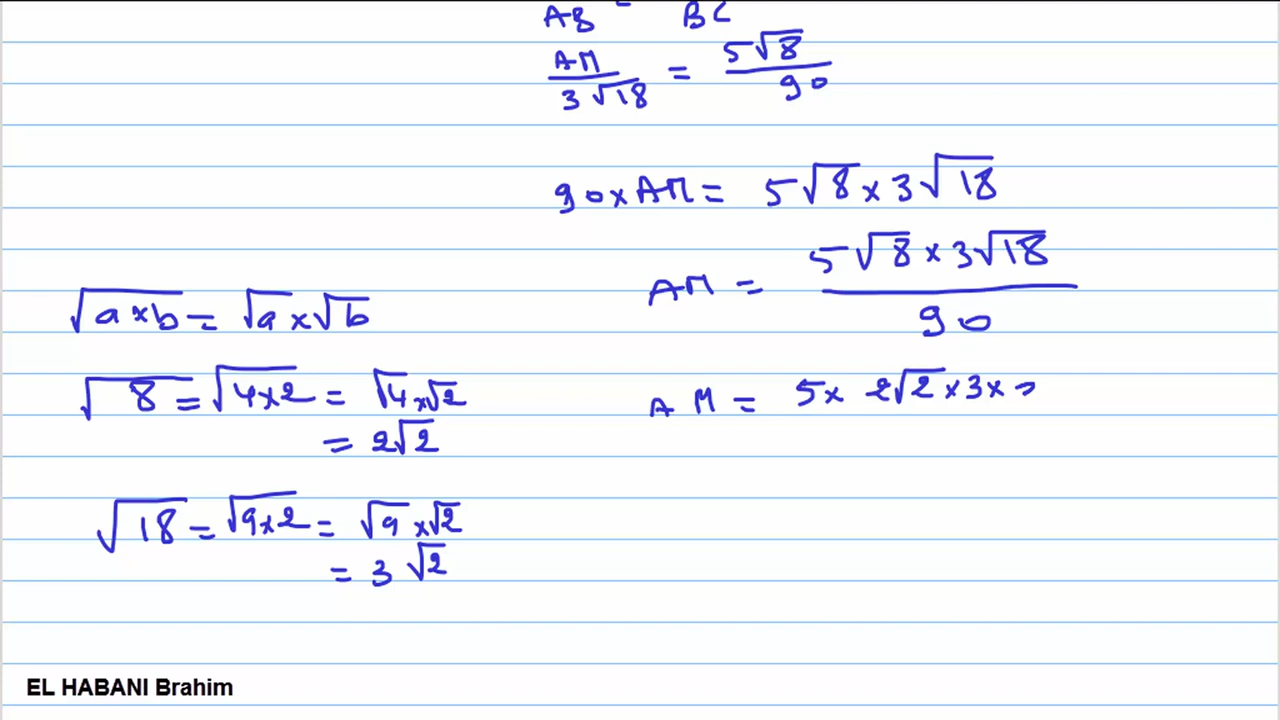 AB = BC
AM / 3√18 = 5√8 / 90
90 × AM = 5√8 × 3√18
AM = 5√8 × 3√18 / 90
√a×b = √a × √b
√8 = √4×2 = √4 × √2
= 2√2
AM = 5 × 2√2 × 3 ×
√18 = √9×2 = √9 × √2
= 3√2
EL HABANI Brahim